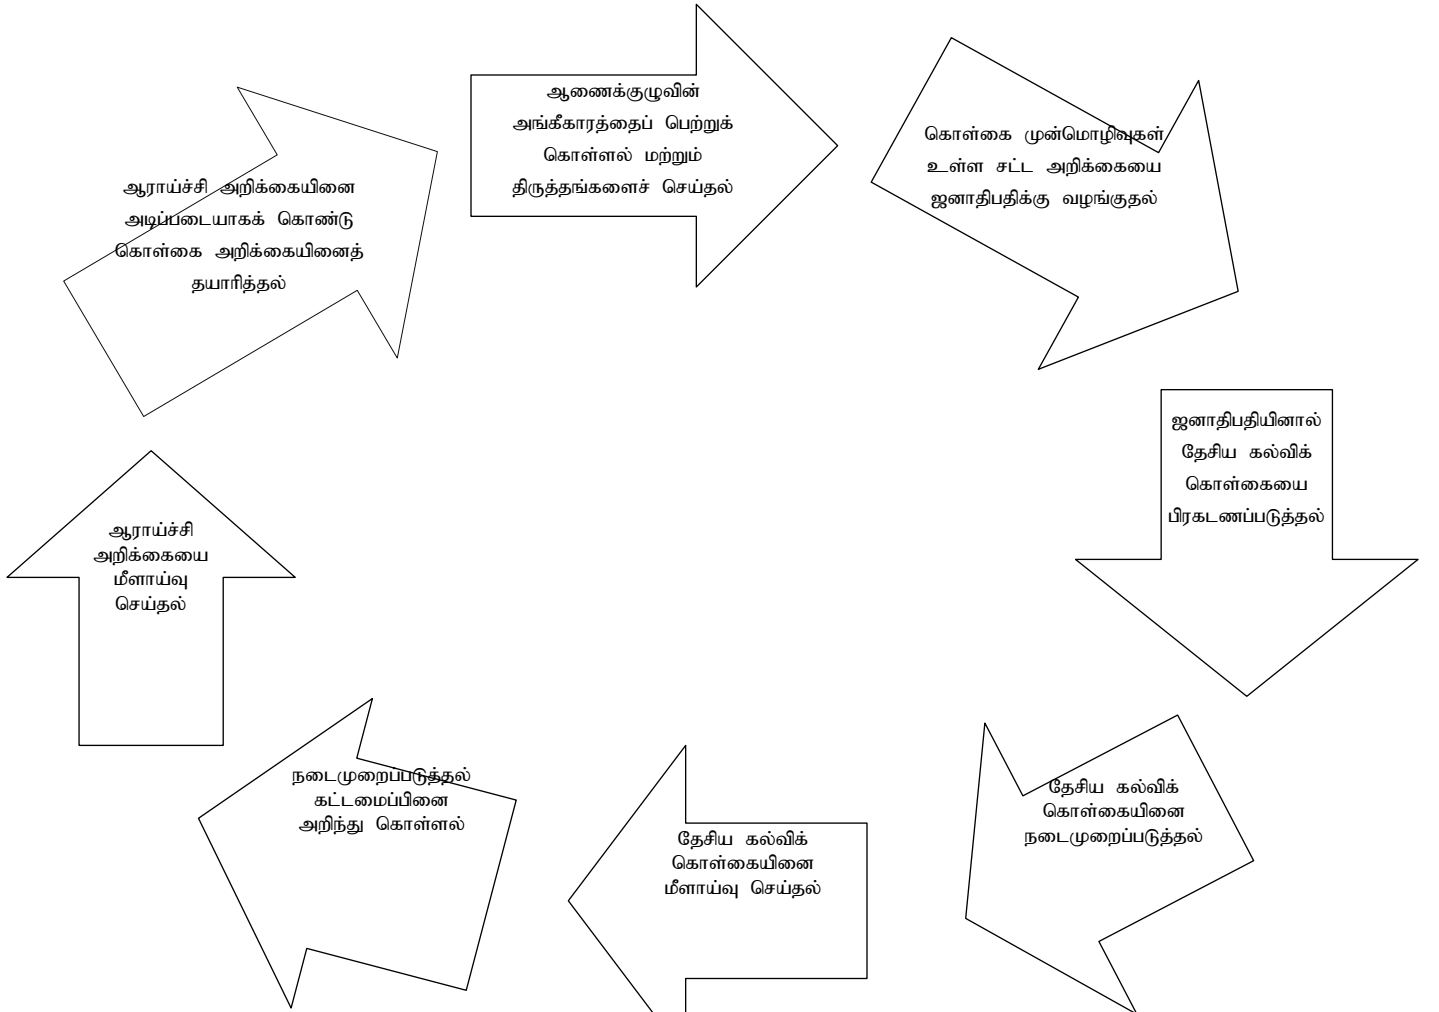 ஆணைக்குழுவின்
அங்கீகாரத்தைப் பெற்றுக்
கொள்ளல் மற்றும்
திருத்தங்களைச் செய்தல்
கொள்கை முன்மொழிவுகள்
உள்ள சட்ட அறிக்கையை
ஜனாதிபதிக்கு வழங்குதல்
ஜனாதிபதியினால்
தேசிய கல்விக்
கொள்கையை
பிரகடணப்படுத்தல்
தேசிய கல்விக்
கொள்கையினை
நடைமுறைப்படுத்தல்
தேசிய கல்விக்
கொள்கையினை
மீளாய்வு செய்தல்
நடைமுறைப்படுத்தல்
கட்டமைப்பினை
அறிந்து கொள்ளல்
ஆராய்ச்சி
அறிக்கையை
மீளாய்வு
செய்தல்
ஆராய்ச்சி அறிக்கையினை
அடிப்படையாகக் கொண்டு
கொள்கை அறிக்கையினைத்
தயாரித்தல்